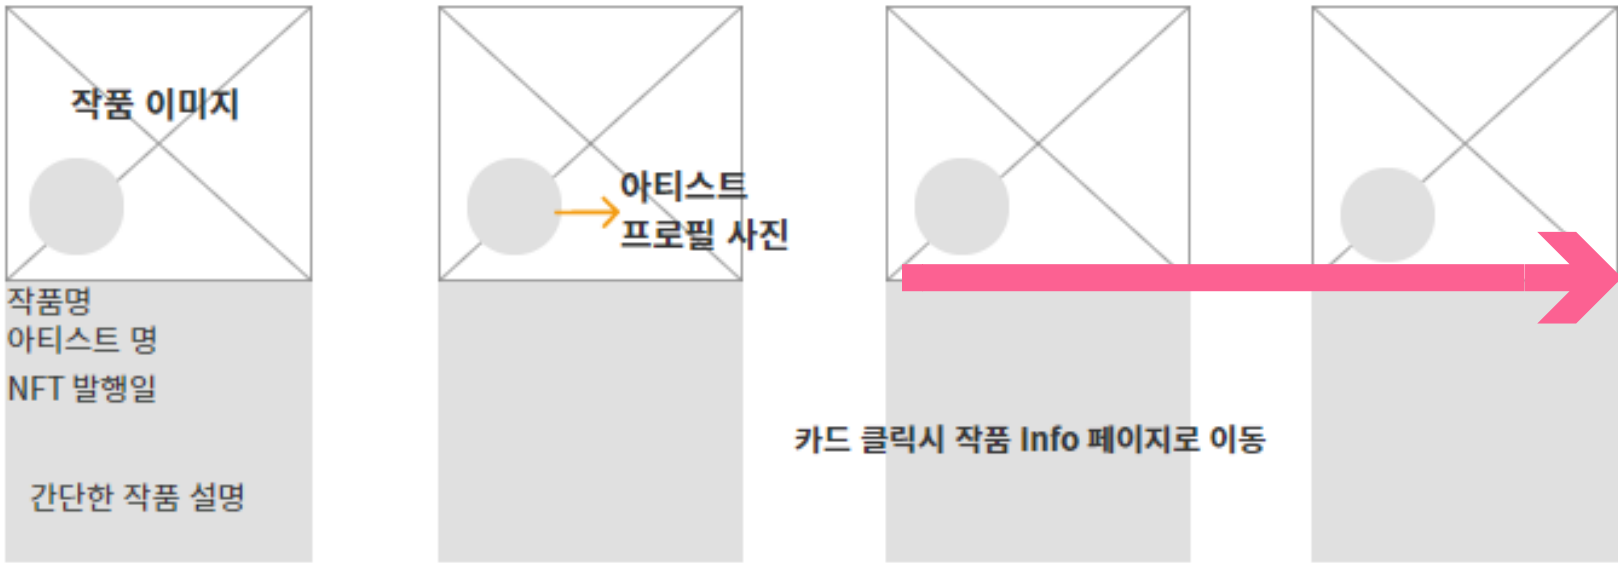 작품 이미지
아티스트
프로필 사진
작품명
아티스트 명
NFT 발행일
카드 클릭시 작품 Info 페이지로 이동
간단한 작품 설명